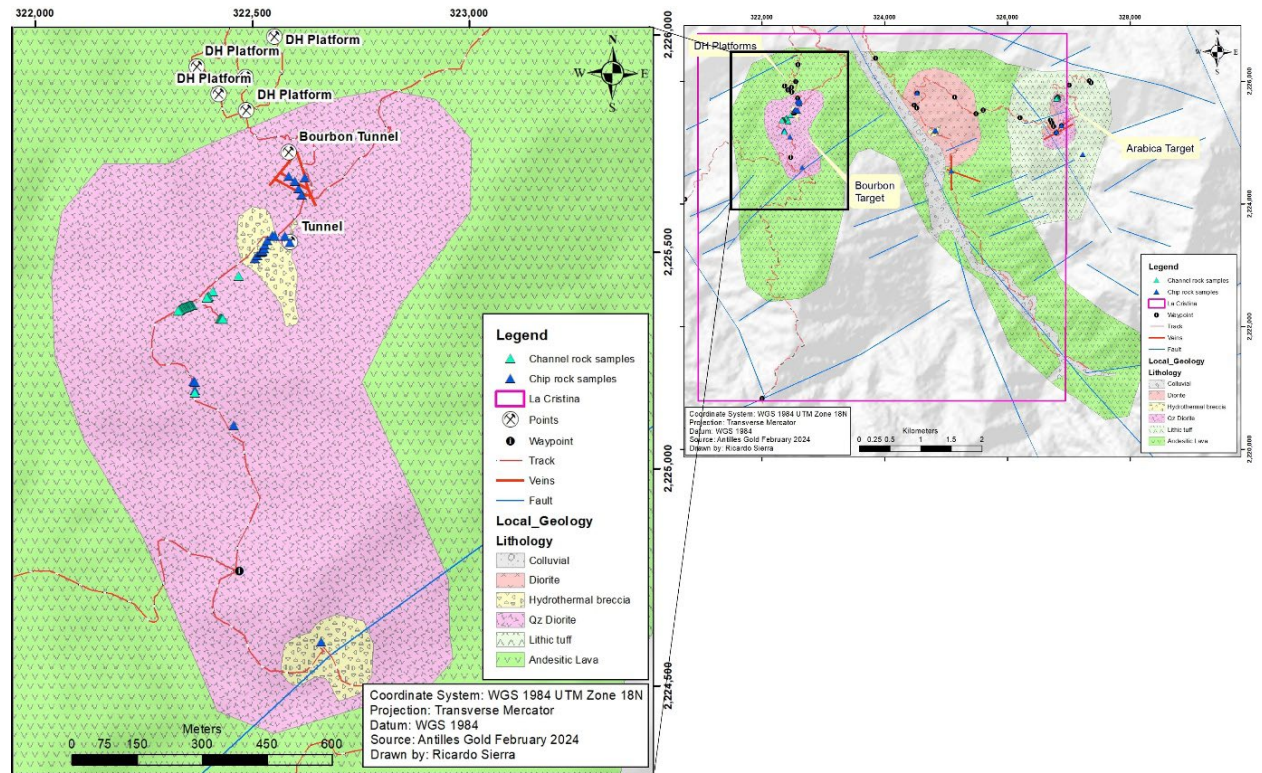 322,000
322,500
323,000
2,226,000
2,225,500
2,225,000
2,224,500
DH Platform
DH Platform
DH Platform
DH Platform
Bourbon Tunnel
Tunnel
N
W
E
S
Legend
Channel rock samples
Chip rock samples
La Cristina
Points
Waypoint
Track
Veins
Fault
Local_Geology
Lithology
Colluvial
Diorite
Hydrothermal breccia
Qz Diorite
Lithic tuff
Andesitic Lava
Meters
0 75 150 300 450 600
Coordinate System: WGS 1984 UTM Zone 18N
Projection: Transverse Mercator
Datum: WGS 1984
Source: Antilles Gold February 2024
Drawn by: Ricardo Sierra
322,000
324,000
326,000
328,000
2,226,000
2,224,000
2,222,000
2,220,000
DH Platforms
Bourbon
Target
Arabica Target
N
W
E
S
Legend
Channel rock samples
Chip rock samples
La Cristina
Waypoint
Track
Veins
Fault
Local_Geology
Lithology
Colluvial
Diorite
Hydrothermal breccia
Qz Diorite
Lithic tuff
Andesitic Lava
Coordinate System: WGS 1984 UTM Zone 18N
Projection: Transverse Mercator
Datum: WGS 1984
Source: Antilles Gold February 2024
Drawn by: Ricardo Sierra
Kilometers
0 0.25 0.5 1 1.5 2